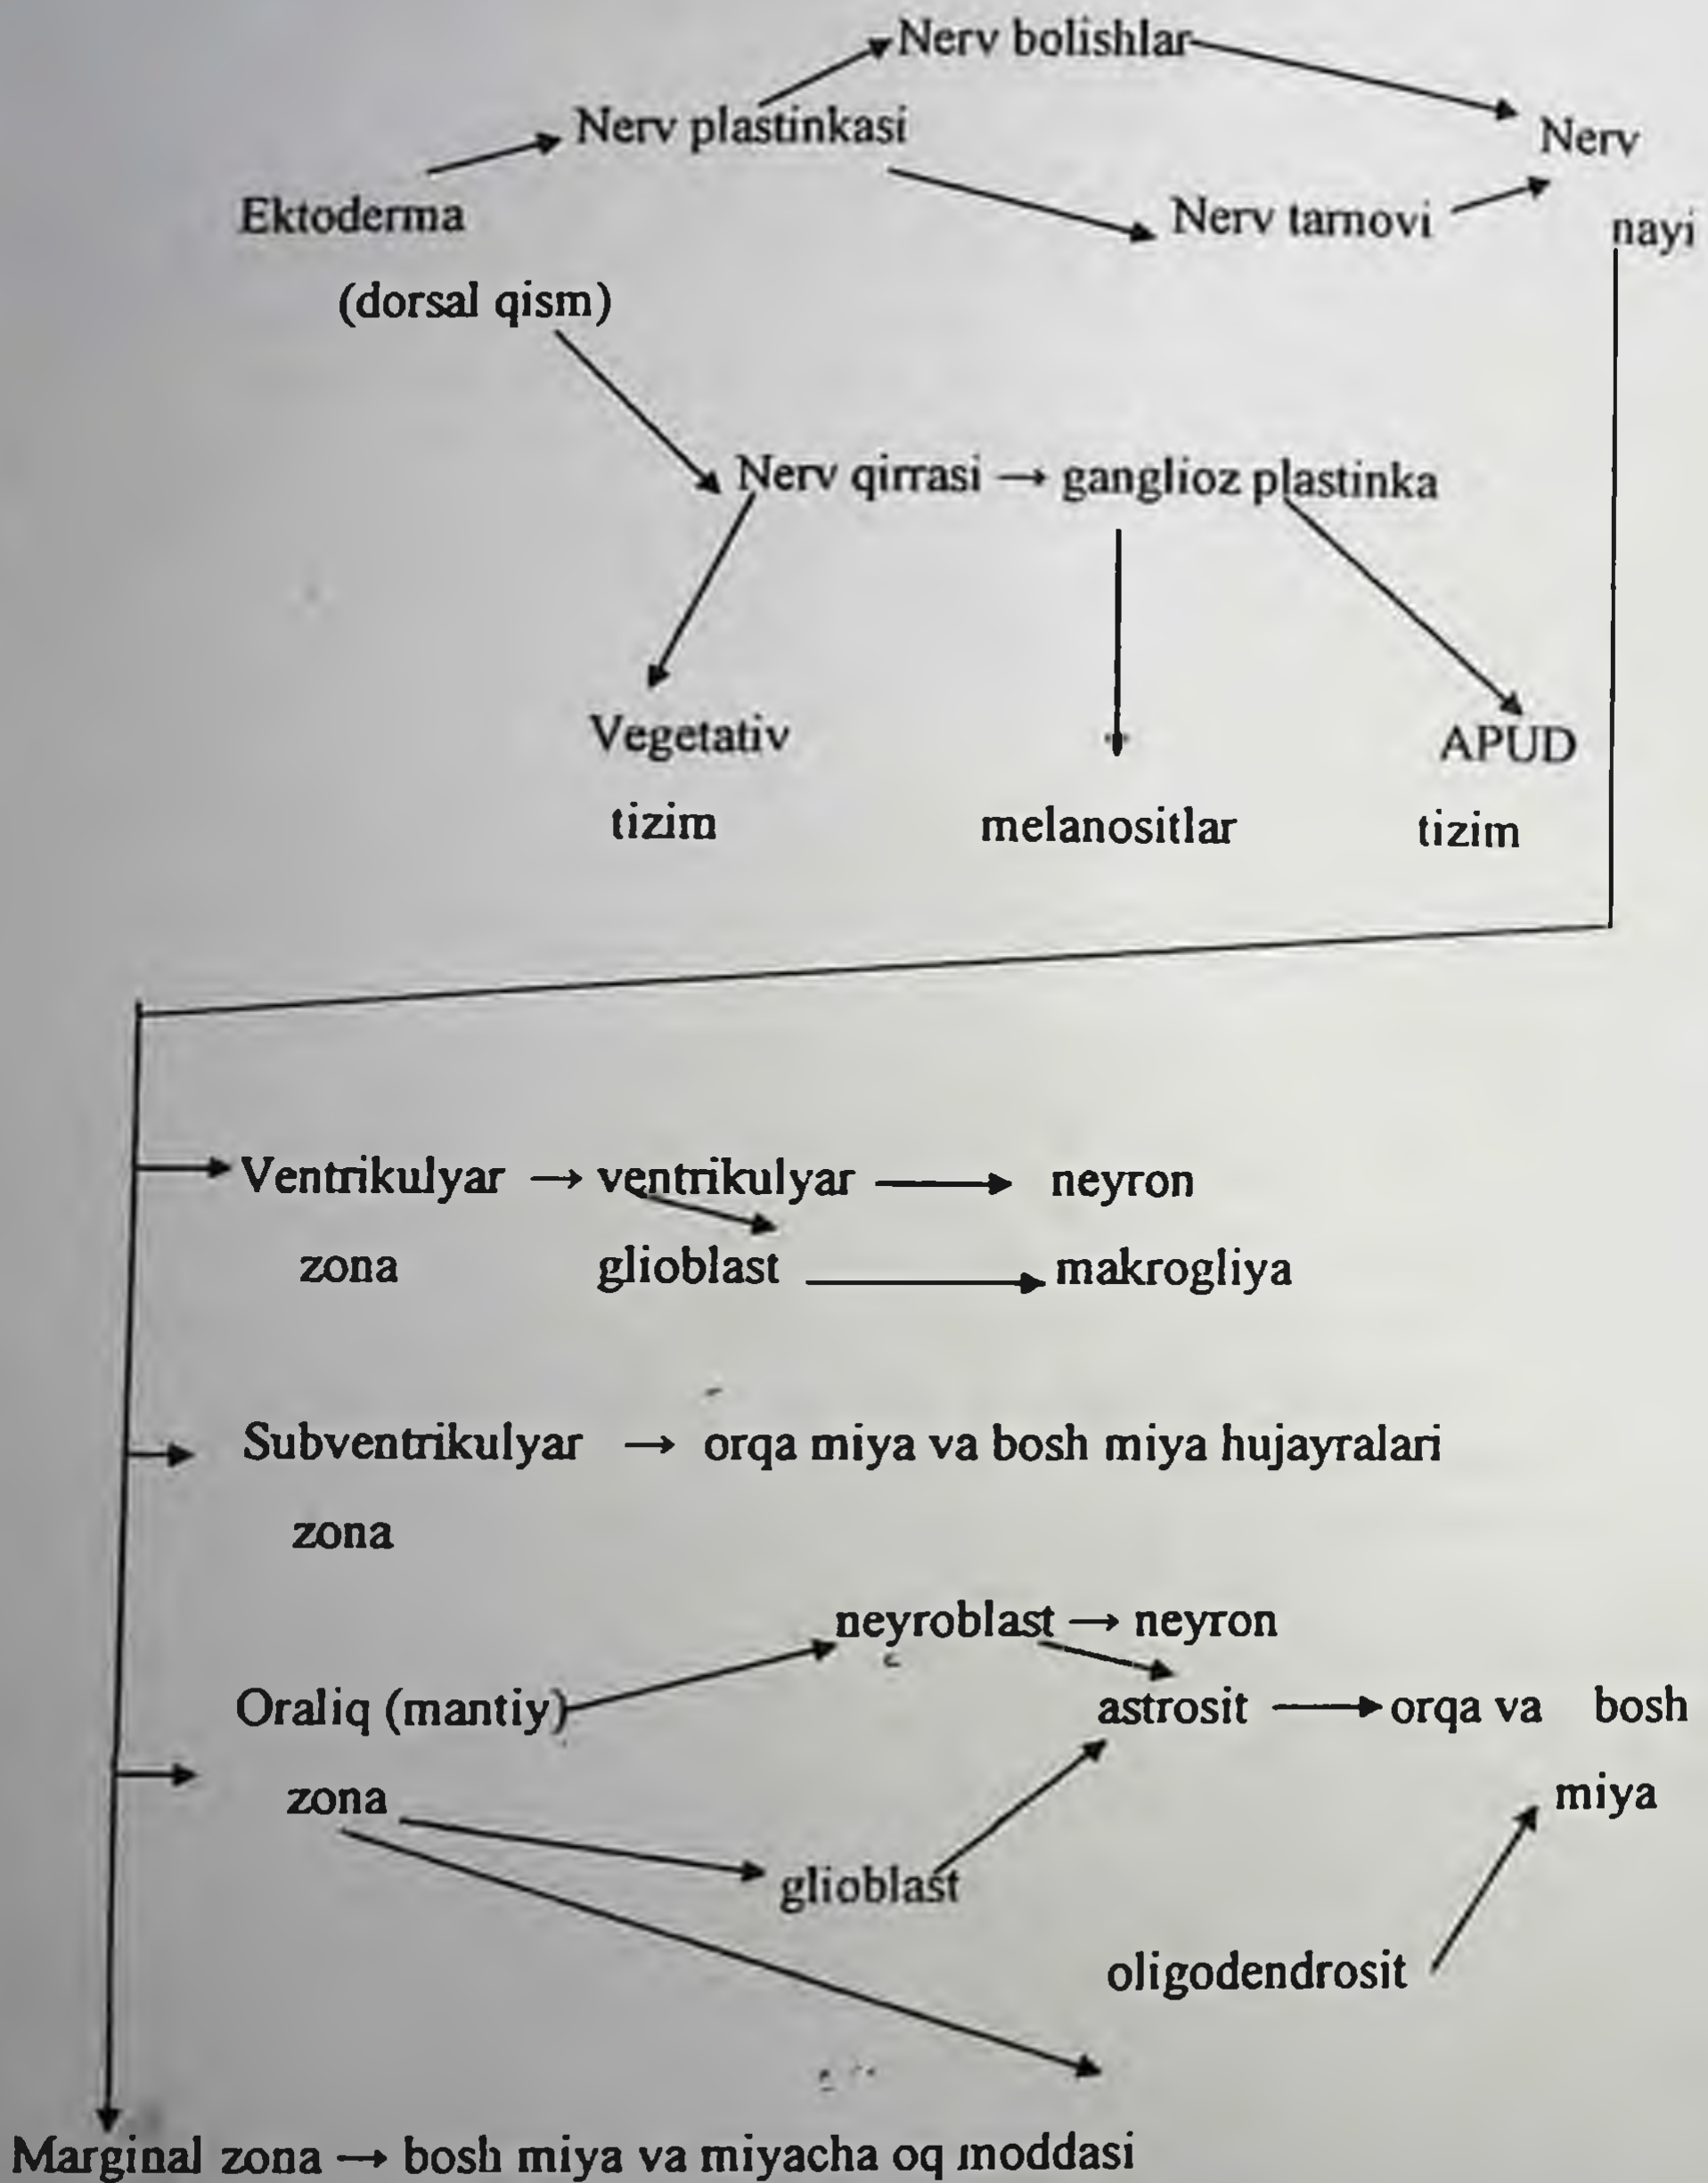 Nerv bolishlar
Nerv plastinkasi
Nerv
Ektoderma
Nerv tarnovi
nayi
(dorsal qism)
Nerv qirrasi → ganglioz plastinka
Vegetativ
APUD
tizim
melanositlar
tizim
Ventrikulyar → ventrikulyar → neyron
zona
glioblast → makrogliya
Subventrikulyar → orqa miya va bosh miya hujayralari
zona
neyroblast → neyron
Oraliq (mantiy)
astrosit → orqa va bosh
zona
miya
glioblast
oligodendrosit
Marginal zona → bosh miya va miyacha oq moddasi